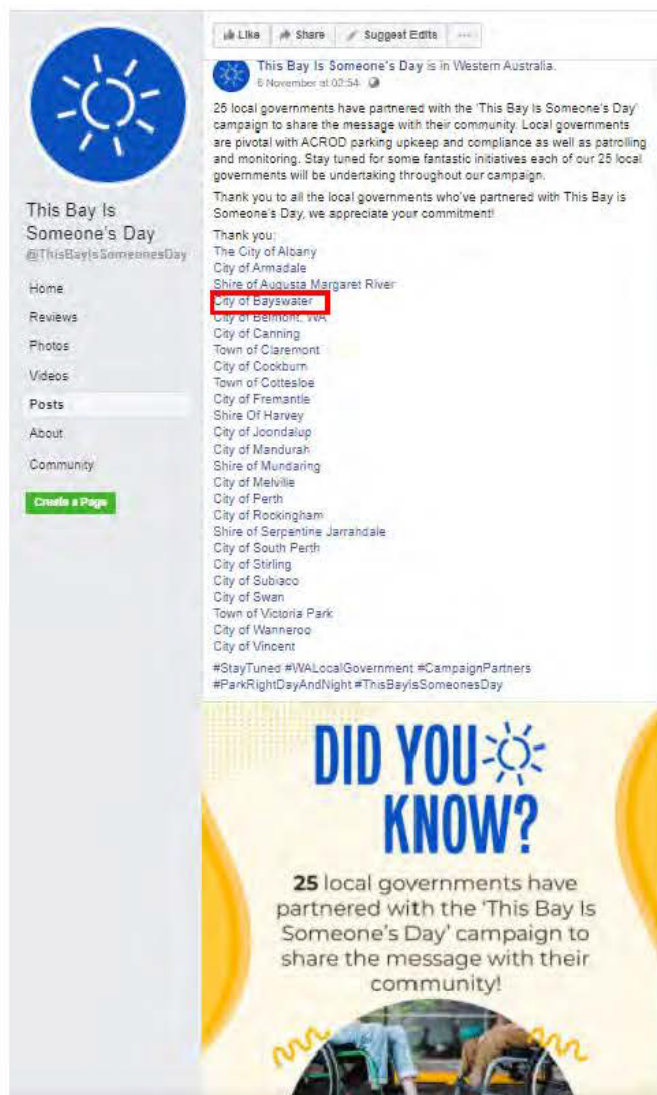 Like Share Suggest Edits ...
This Bay Is Someone's Day is in Western Australia.
6 November at 02:54
25 local governments have partnered with the 'This Bay Is Someone's Day'
campaign to share the message with their community. Local governments
are pivotal with ACROD parking upkeep and compliance as well as patrolling
and monitoring. Stay tuned for some fantastic initiatives each of our 25 local
governments will be undertaking throughout our campaign.
Thank you to all the local governments who've partnered with This Bay is
Someone's Day, we appreciate your commitment!
Thank you:
The City of Albany
City of Armadale
Shire of Augusta Margaret River
City of Bayswater
City of Belmont, WA
City of Canning
Town of Claremont
City of Cockburn
Town of Cottesloe
City of Fremantle
Shire Of Harvey
City of Joondalup
City of Mandurah
Shire of Mundaring
City of Melville
City of Perth
City of Rockingham
Shire of Serpentine Jarrahdale
City of South Perth
City of Stirling
City of Subiaco
City of Swan
Town of Victoria Park
City of Wanneroo
City of Vincent
#StayTuned #WALocalGovernment #CampaignPartners
#ParkRightDayAndNight #ThisBayIsSomeonesDay
This Bay Is
Someone's Day
@ThisBayIsSomeonesDay
Home
Reviews
Photos
Videos
Posts
About
Community
Create a Page
DID YOU
KNOW?
25 local governments have
partnered with the 'This Bay Is
Someone's Day' campaign to
share the message with their
community!